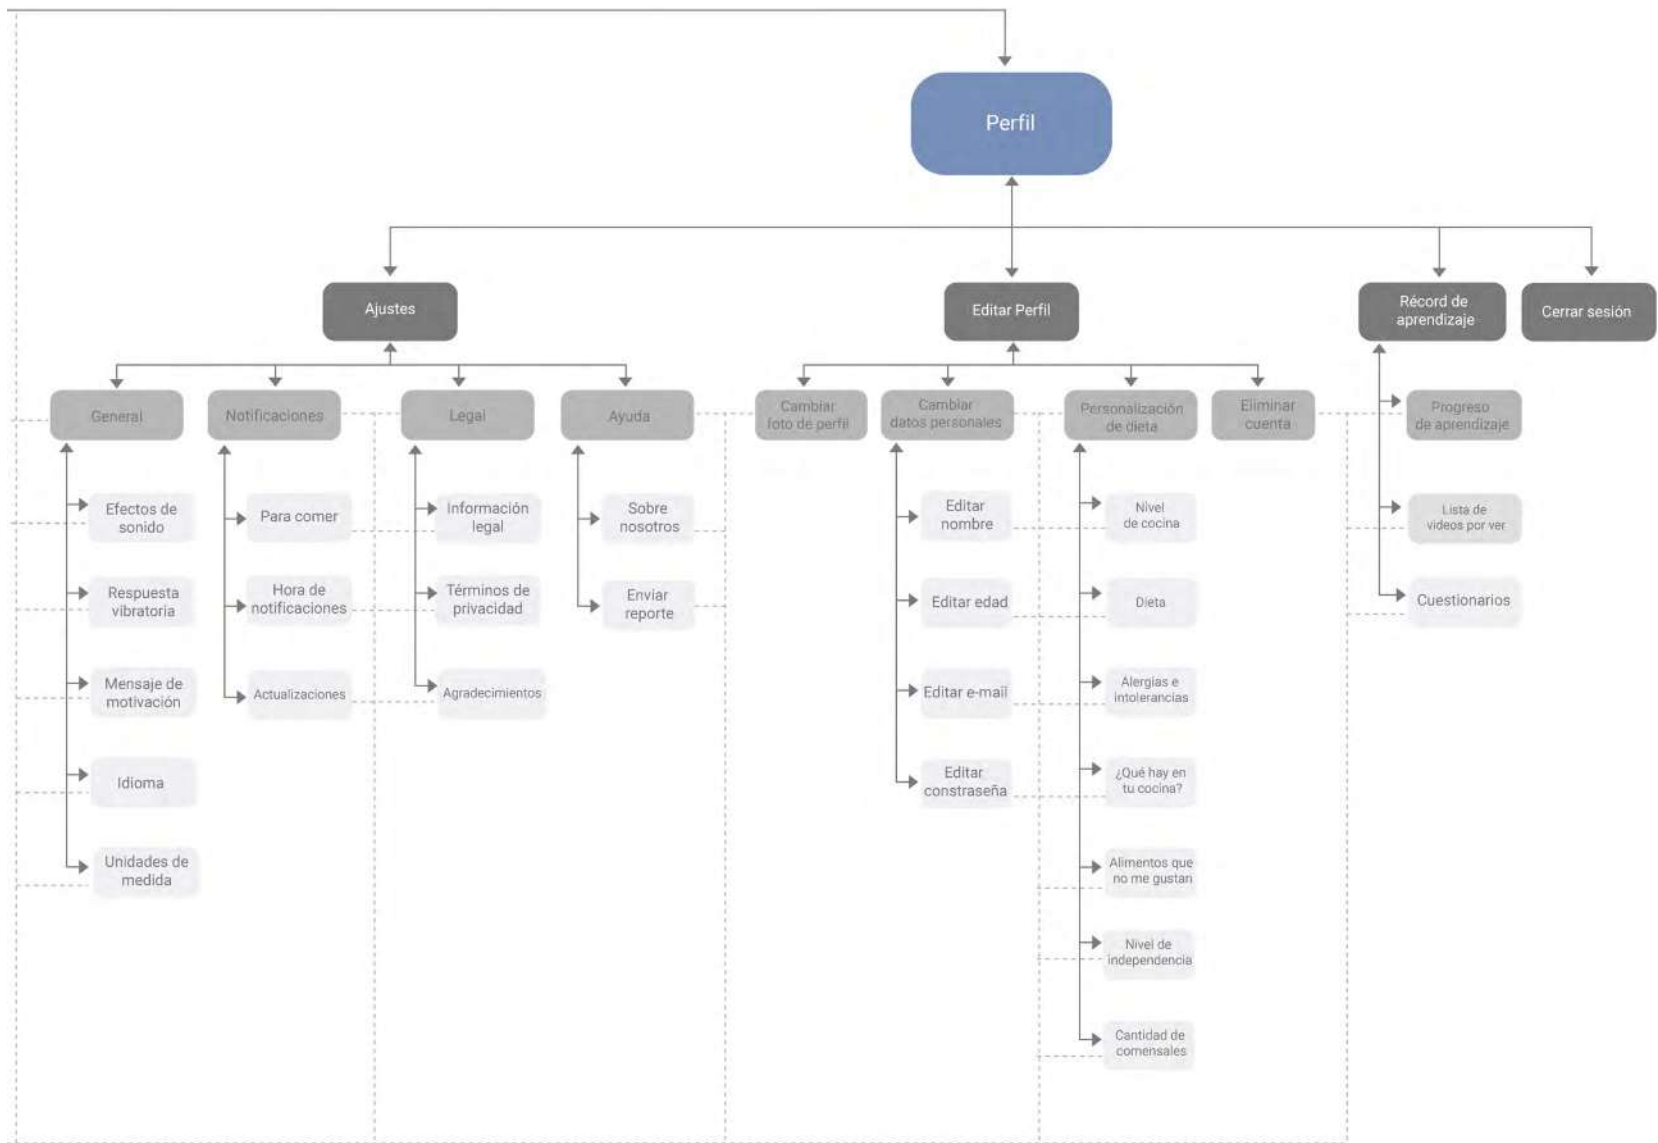 Perfil
Ajustes
Editar Perfil
Récord de
aprendizaje
Cerrar sesión
General
Notificaciones
Legal
Ayuda
Cambiar
foto de perfil
Cambiar
datos personales
Personalización
de dieta
Eliminar
cuenta
Progreso
de aprendizaje
Efectos de
sonido
Para comer
Información
legal
Sobre
nosotros
Editar
nombre
Nivel
de cocina
Lista de
videos por ver
Respuesta
vibratoria
Hora de
notificaciones
Términos de
privacidad
Enviar
reporte
Editar edad
Dieta
Cuestionarios
Mensaje de
motivación
Actualizaciones
Agradecimientos
Editar e-mail
Alergias e
intolerancias
Idioma
Editar
constraseña
¿Qué hay en
tu cocina?
Unidades de
medida
Alimentos que
no me gustan
Nivel de
independencia
Cantidad de
comensales